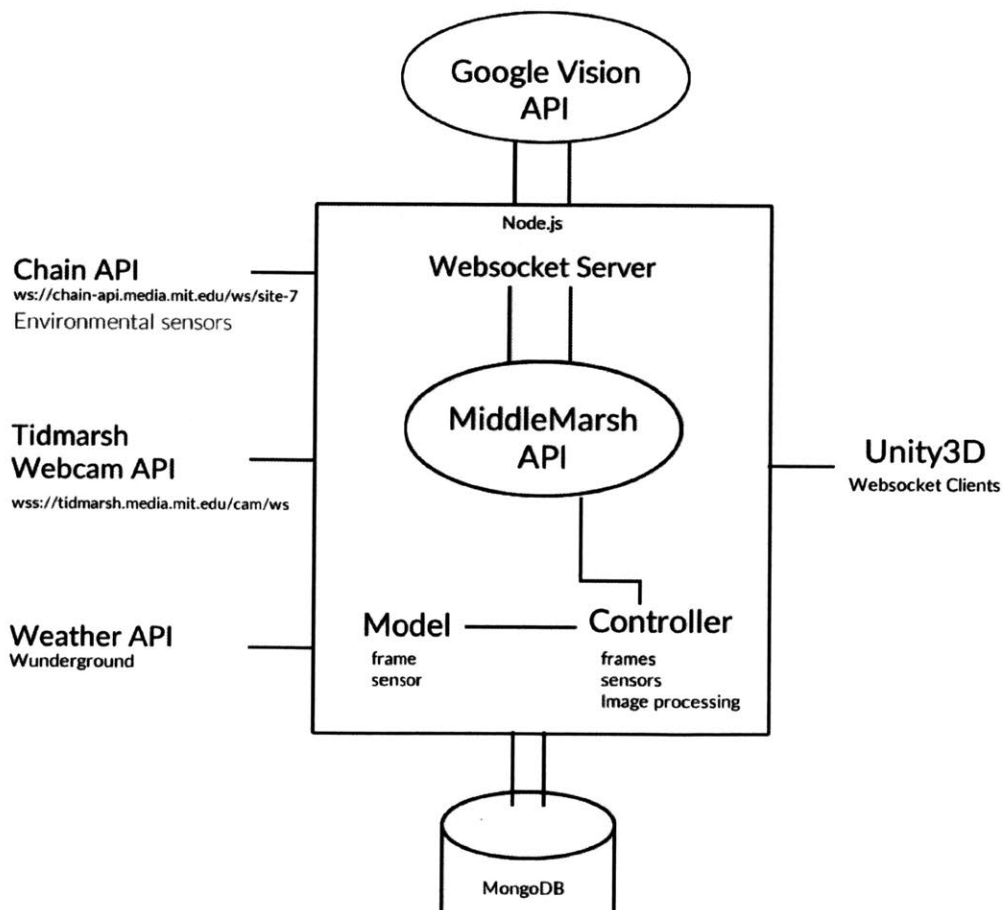 Google Vision
API
Node.js
Websocket Server
Chain API
ws://chain-api.media.mit.edu/ws/site-7
Environmental sensors
MiddleMarsh
API
Tidmarsh
Webcam API
wss://tidmarsh.media.mit.edu/cam/ws
Unity3D
Websocket Clients
Weather API
Wunderground
Model
frame
sensor
Controller
frames
sensors
Image processing
MongoDB